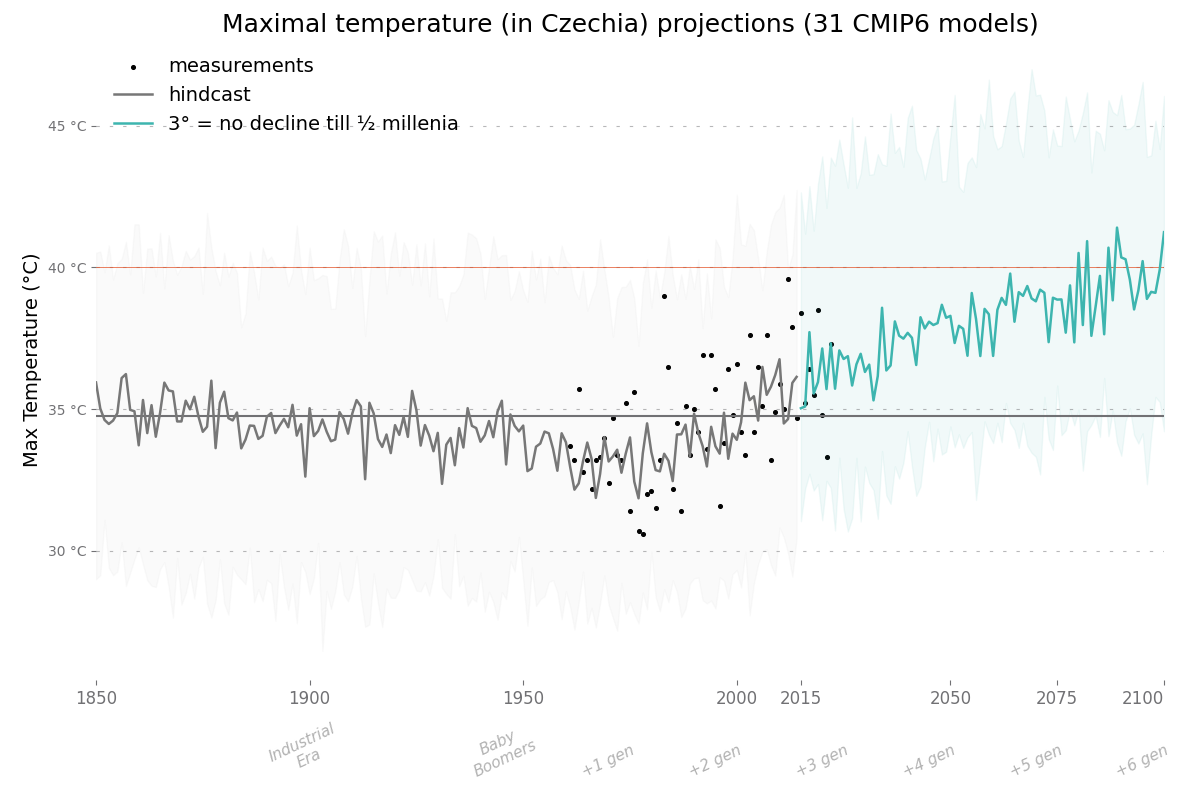 Maximal temperature (in Czechia) projections (31 CMIP6 models)
measurements
hindcast
3° = no decline till ½ millenia
Max Temperature (°C)
45 °C
40 °C
35 °C
30 °C
1850
1900
1950
2000
2015
2050
2075
2100
Industrial
Era
Baby
Boomers
+1 gen
+2 gen
+3 gen
+4 gen
+5 gen
+6 gen